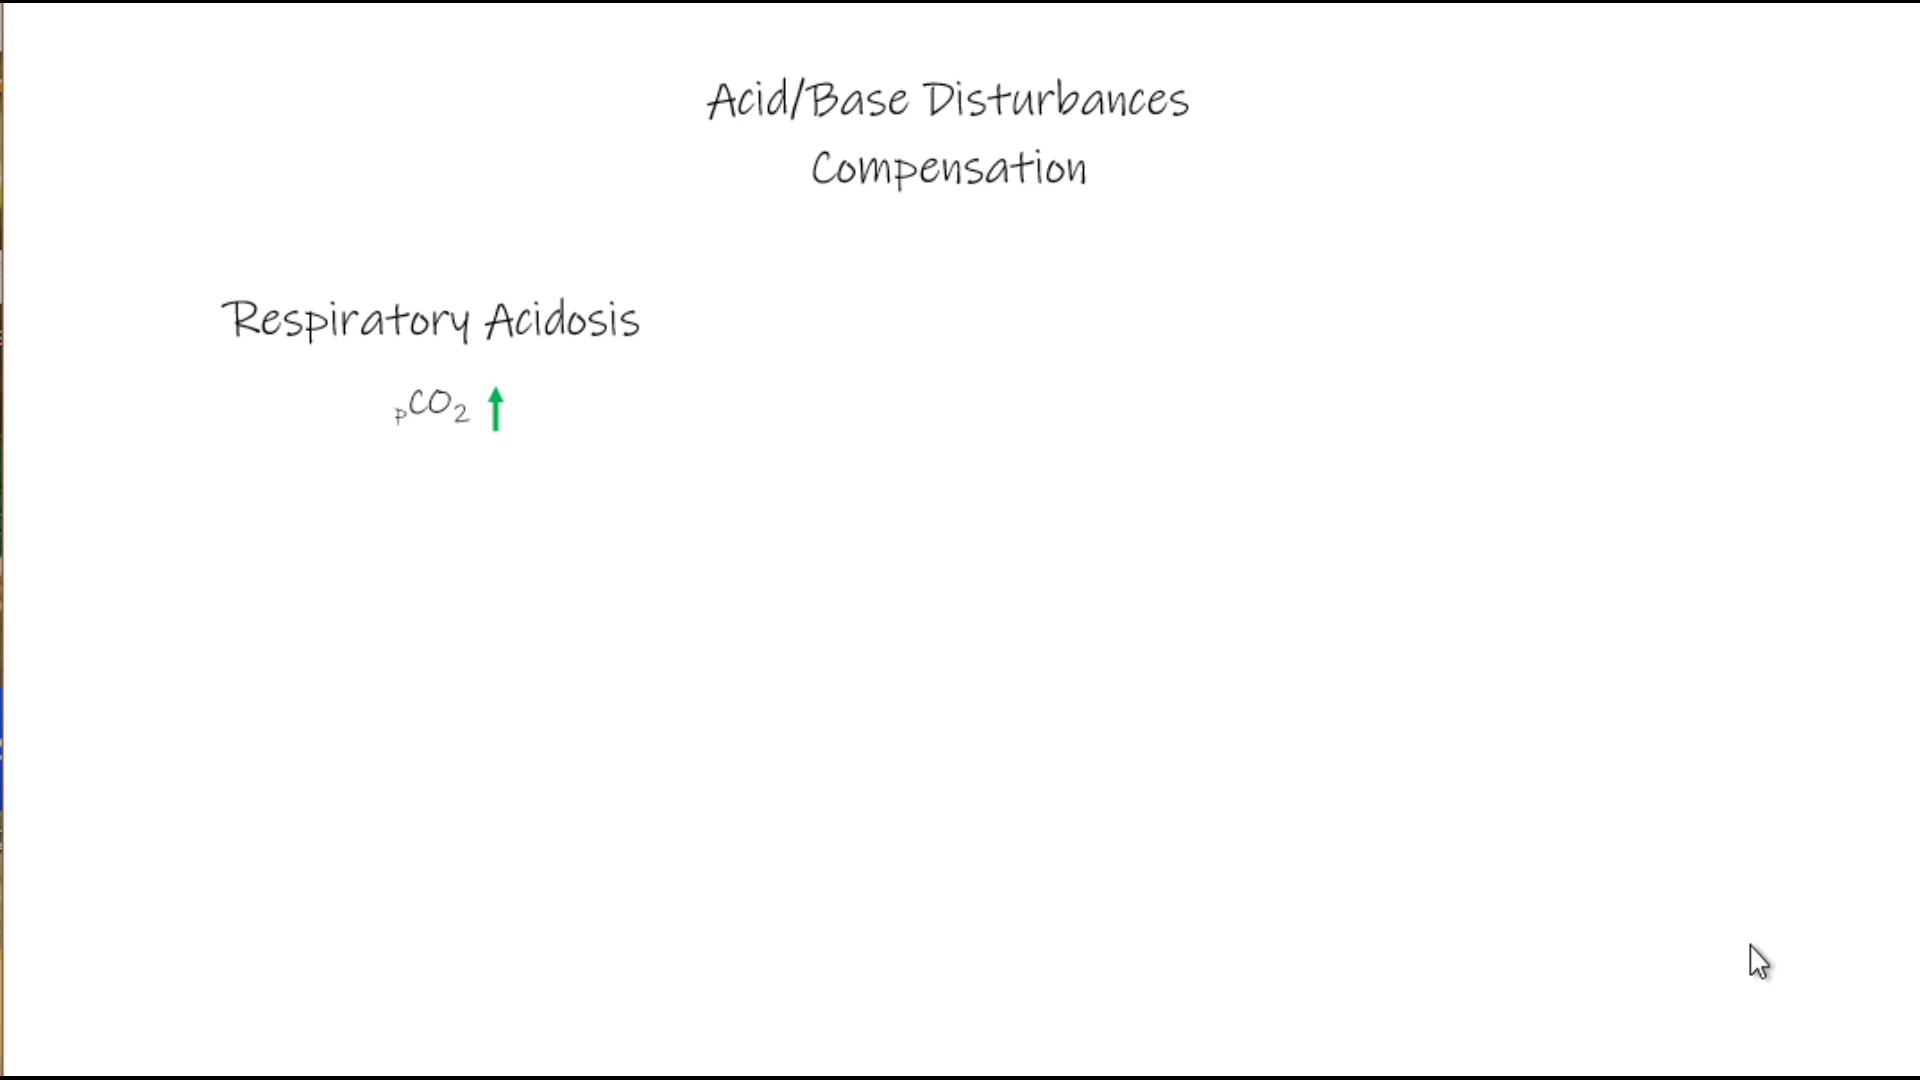 Acid/Base Disturbances
Compensation
Respiratory Acidosis
pCO₂ ↑